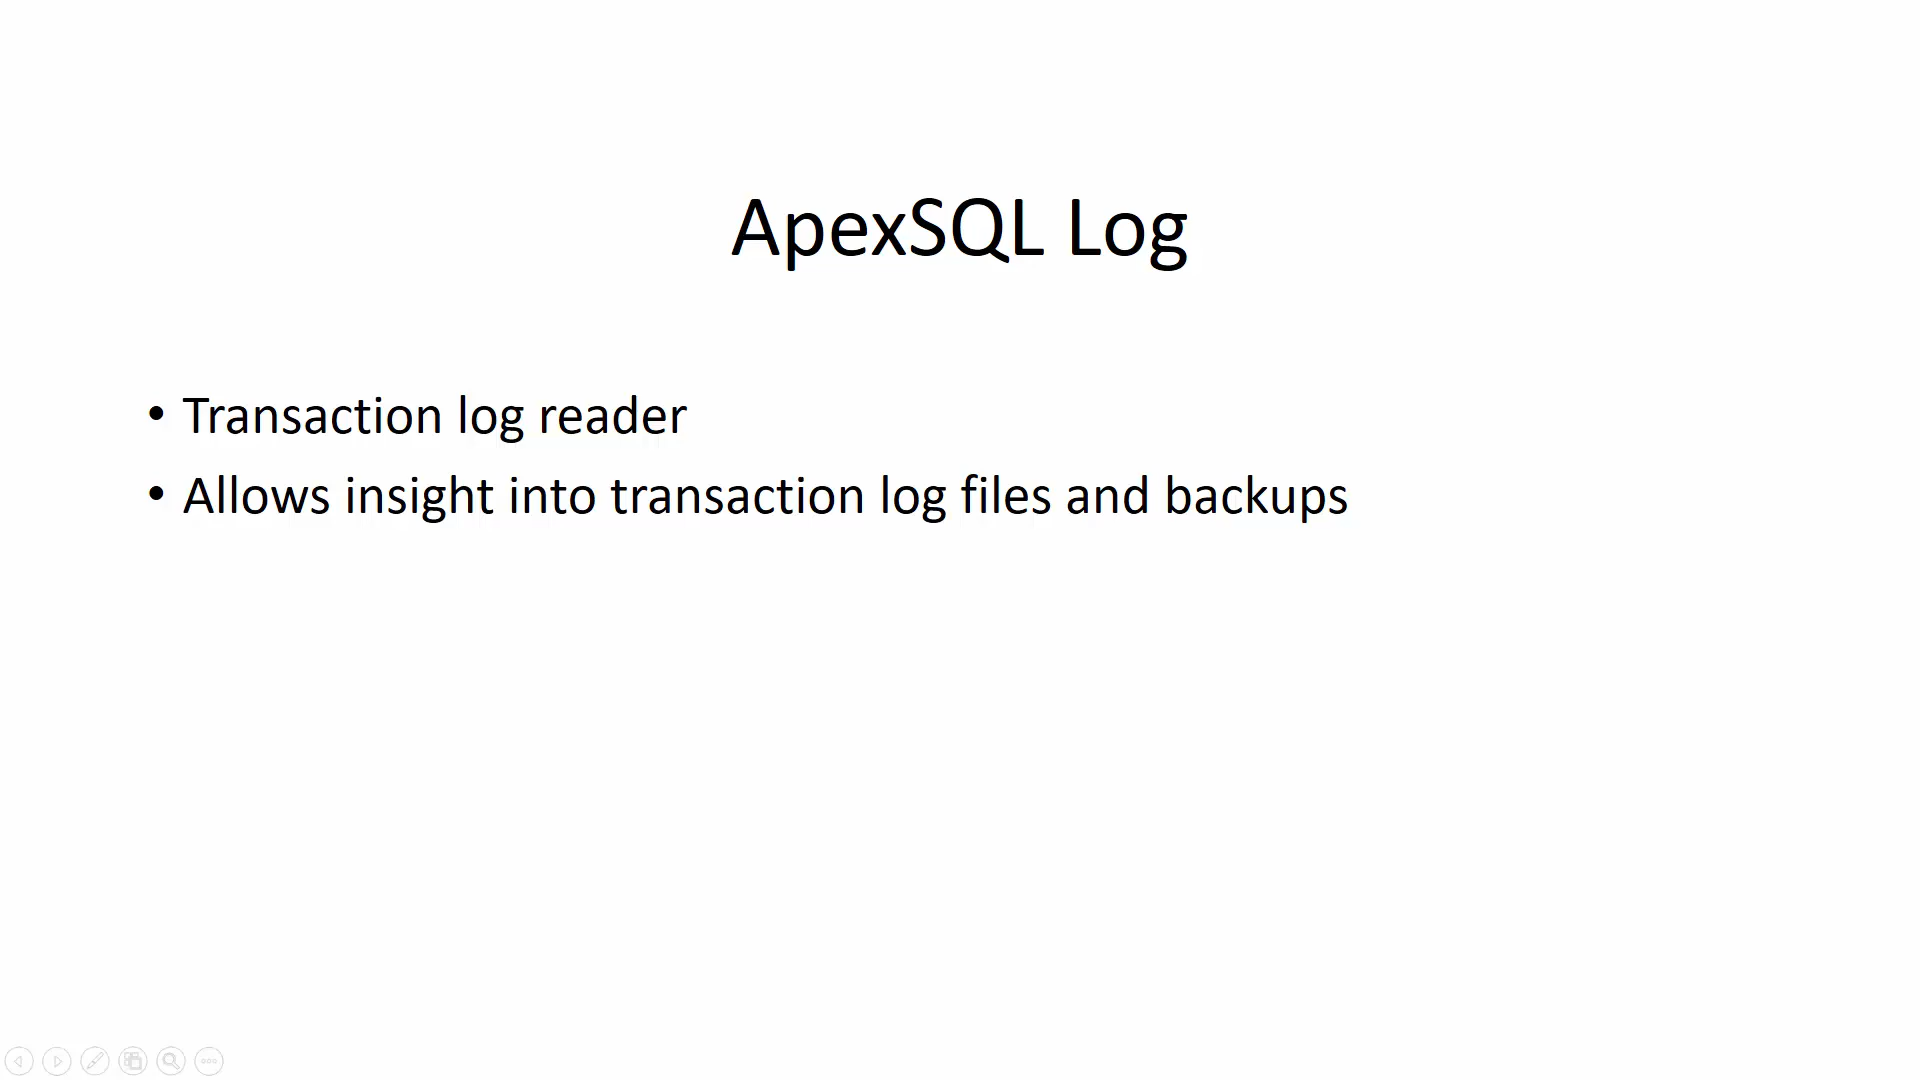 ApexSQL Log
• Transaction log reader
• Allows insight into transaction log files and backups